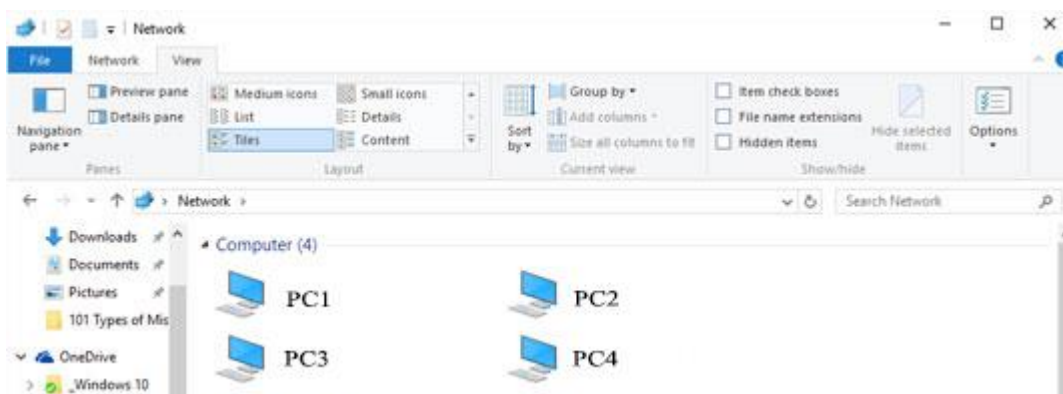 Network
File Network View
Preview pane Medium icons Small icons Group by Item check boxes
Details pane List Details Add columns File name extensions
Navigation pane Tiles Content Sort by Size all columns to fit Hidden items Hide selected items Options
Panes Layout Current view Show/hide
Network Search Network
Downloads
Documents
Pictures
101 Types of Mis
OneDrive
_Windows 10
Computer (4)
PC1 PC2
PC3 PC4